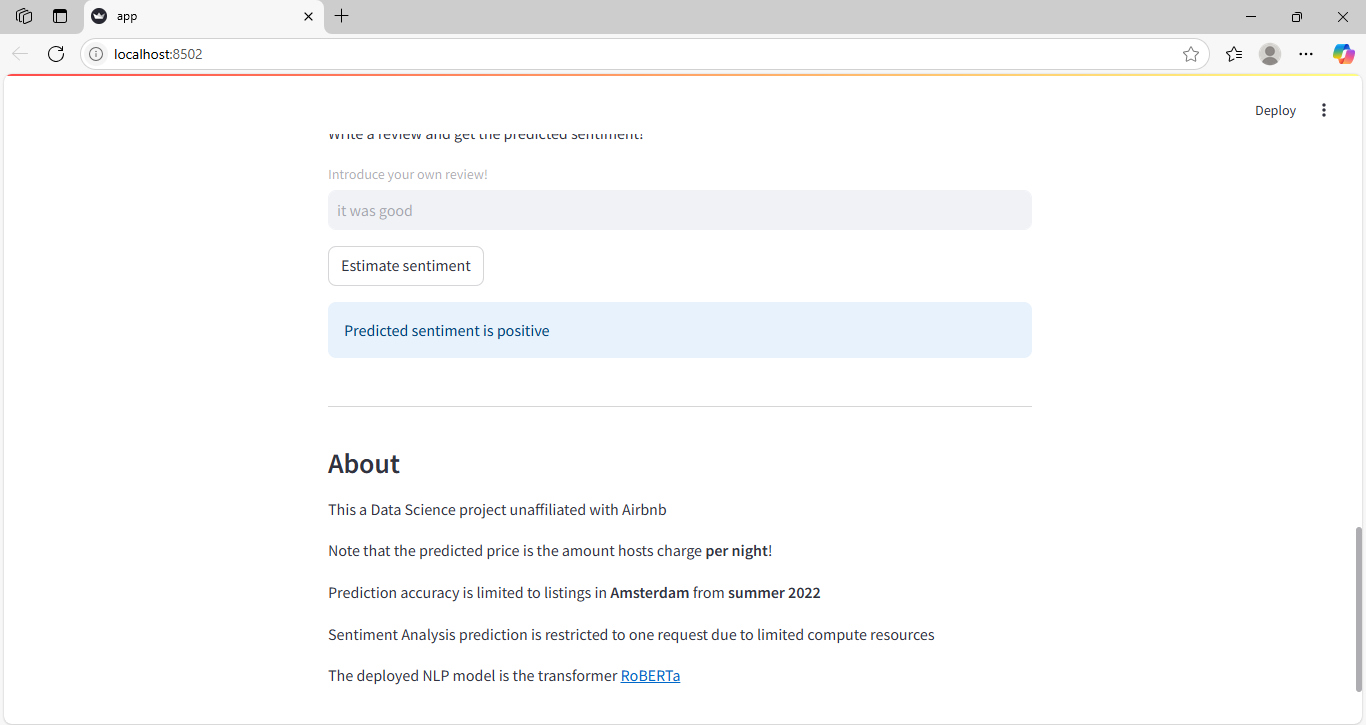 app
localhost:8502
Deploy
Write a review and get the predicted sentiment!
Introduce your own review!
it was good
Estimate sentiment
Predicted sentiment is positive
About
This a Data Science project unaffiliated with Airbnb
Note that the predicted price is the amount hosts charge per night!
Prediction accuracy is limited to listings in Amsterdam from summer 2022
Sentiment Analysis prediction is restricted to one request due to limited compute resources
The deployed NLP model is the transformer RoBERTa